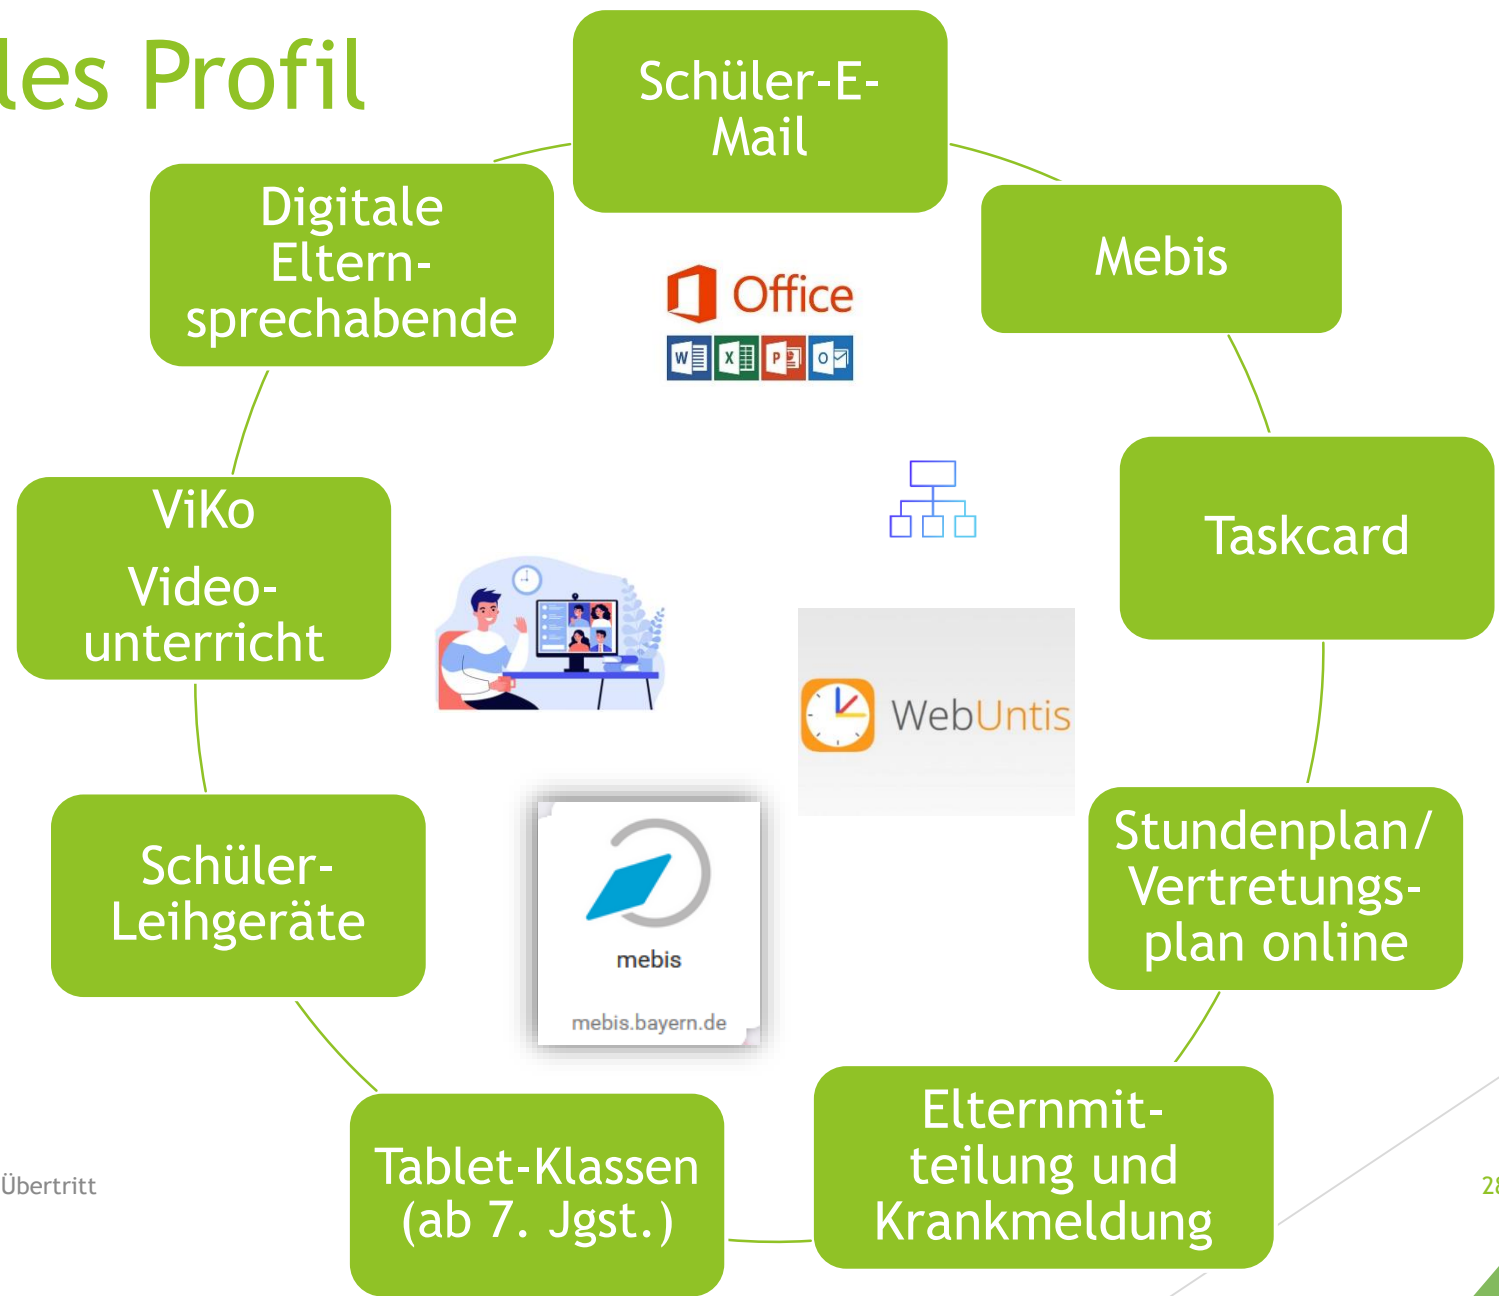 les Profil
Schüler-E-
Mail
Digitale
Eltern-
sprechabende
Mebis
Office
W X P O
ViKo
Video-
unterricht
Taskcard
WebUntis
Schüler-
Leihgeräte
mebis
mebis.bayern.de
Stundenplan/
Vertretungs-
plan online
Tablet-Klassen
(ab 7. Jgst.)
Elternmit-
teilung und
Krankmeldung
Übertritt
28